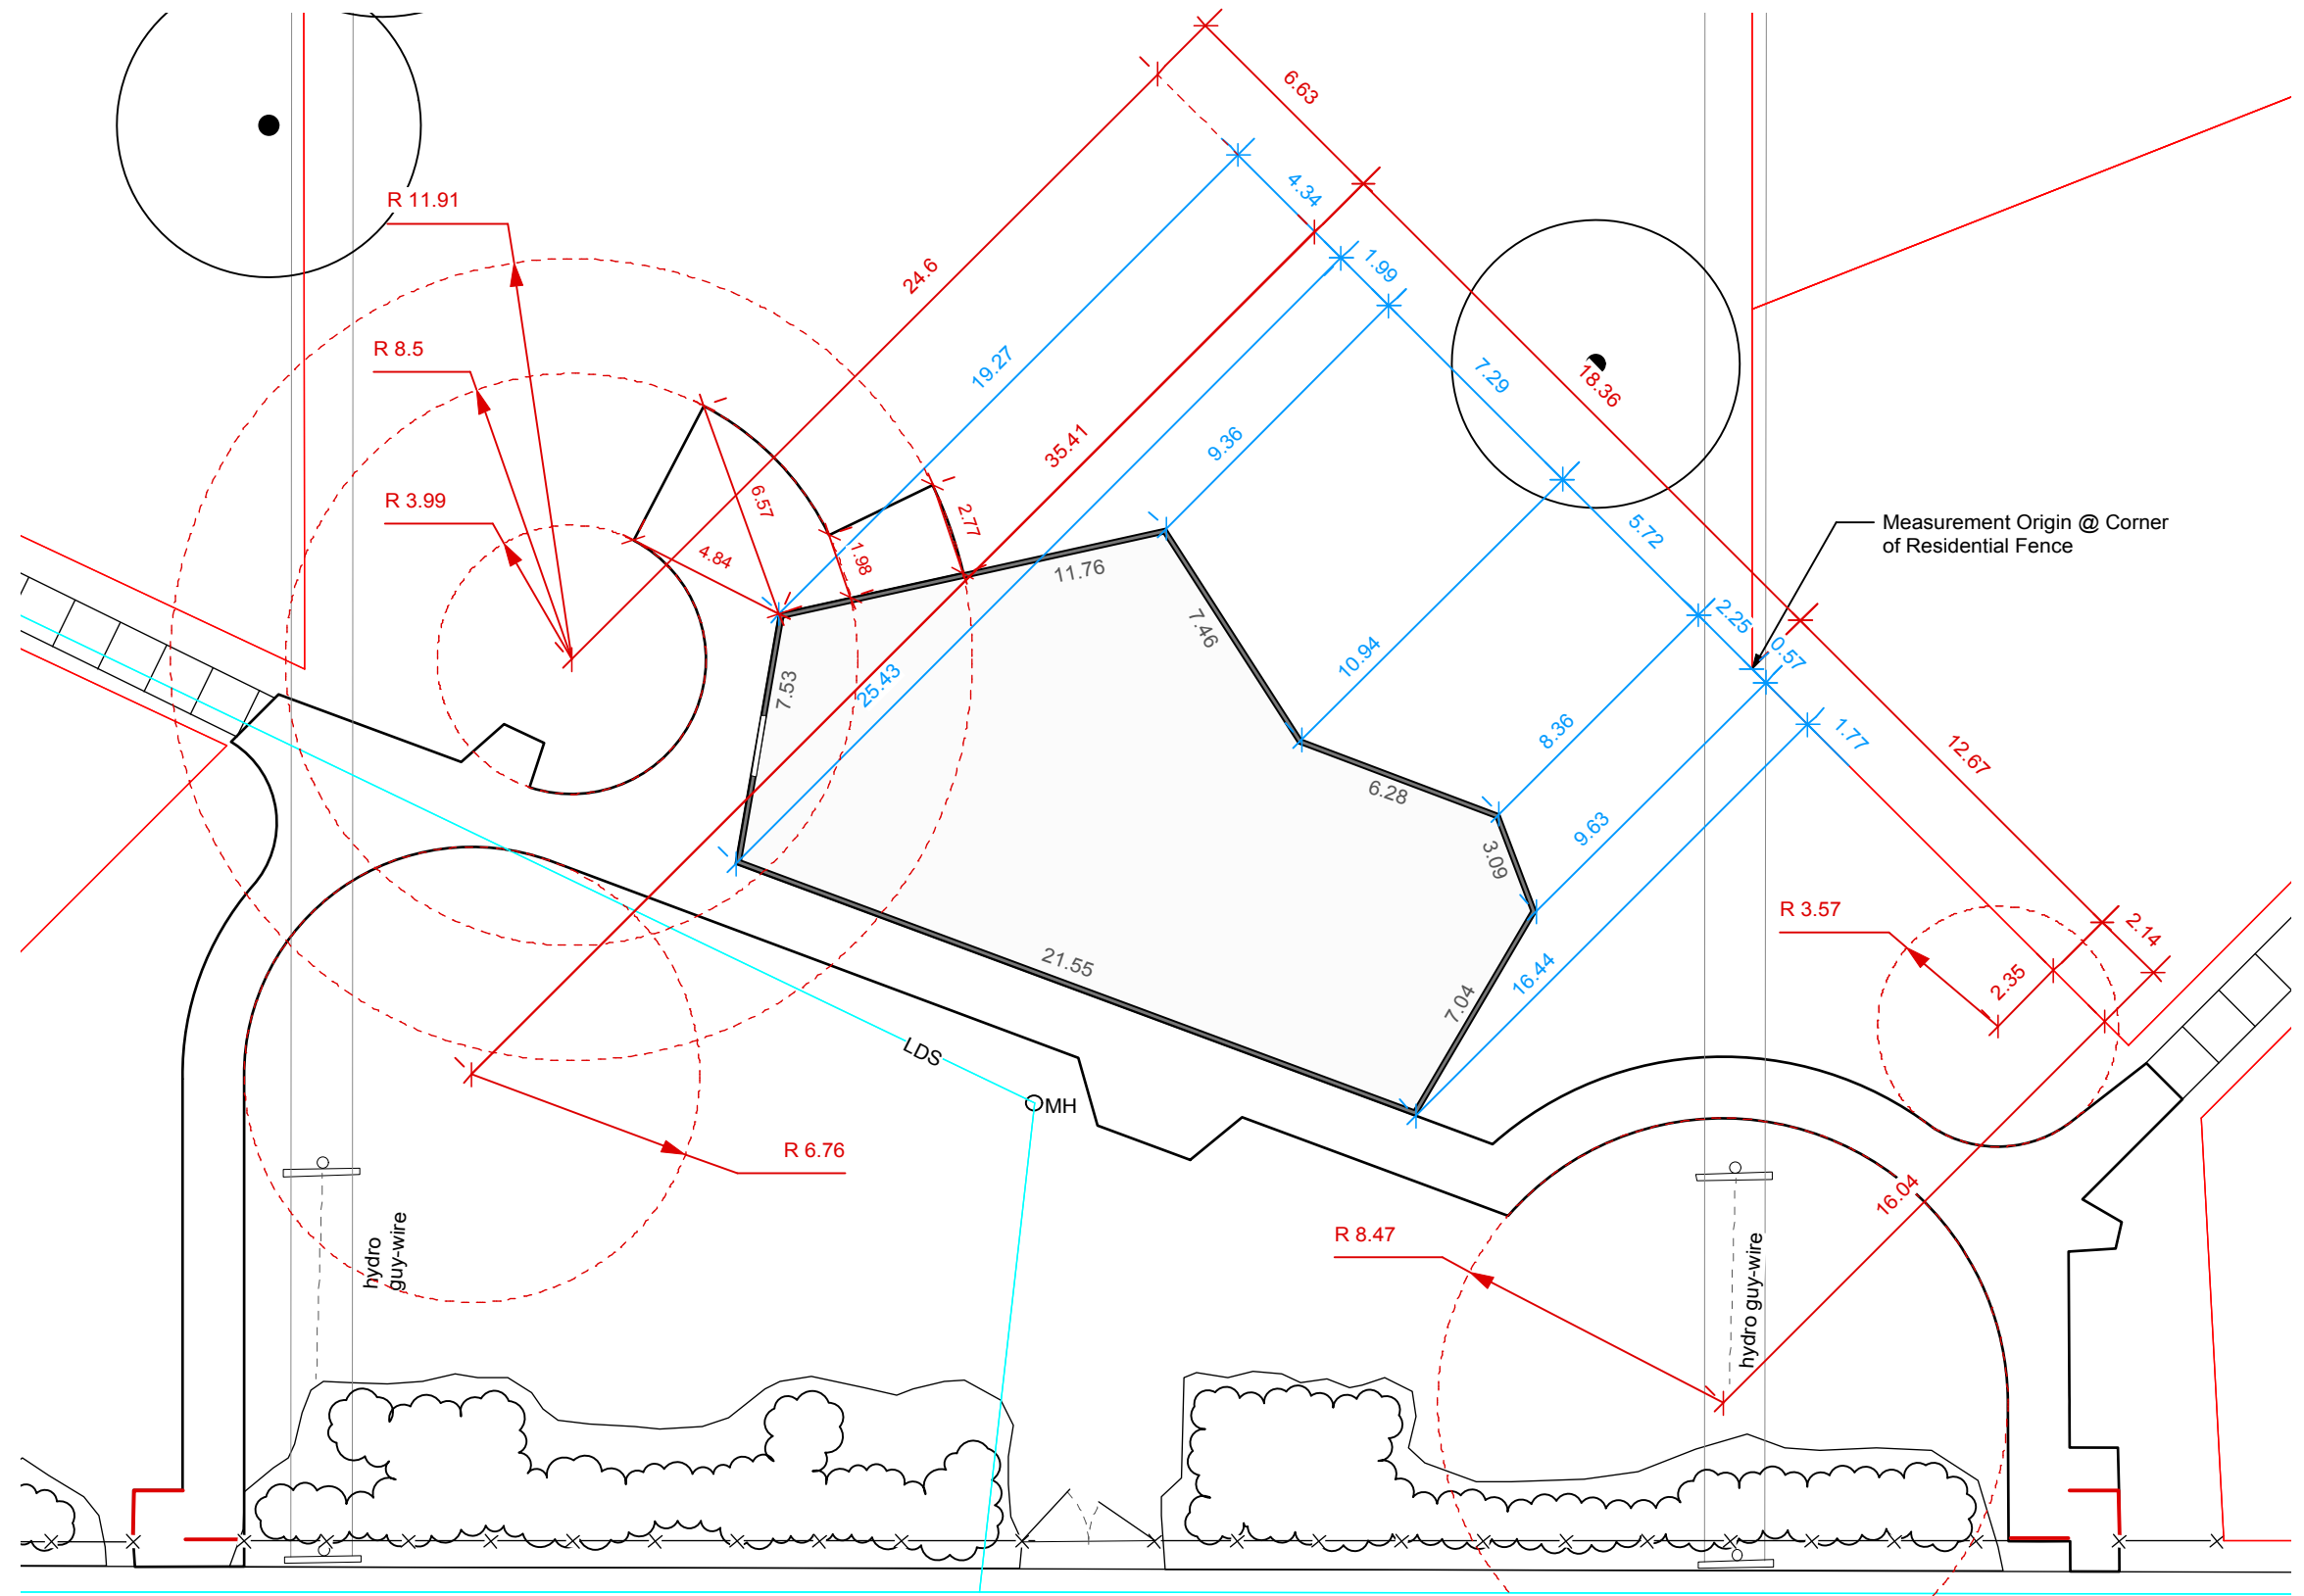 6.63
4.34
R 11.91
24.6
1.99
R 8.5
19.27
7.29
18.36
35.41
9.36
R 3.99
6.57
2.77
Measurement Origin @ Corner
of Residential Fence
5.72
4.84
1.98
11.76
7.46
2.25
10.94
0.57
7.53
25.43
8.36
1.77
12.67
6.28
9.63
3.09
R 3.57
2.14
21.55
16.44
2.35
7.04
LDS
MH
R 6.76
16.04
R 8.47
hydro
guy-wire
hydro guy-wire